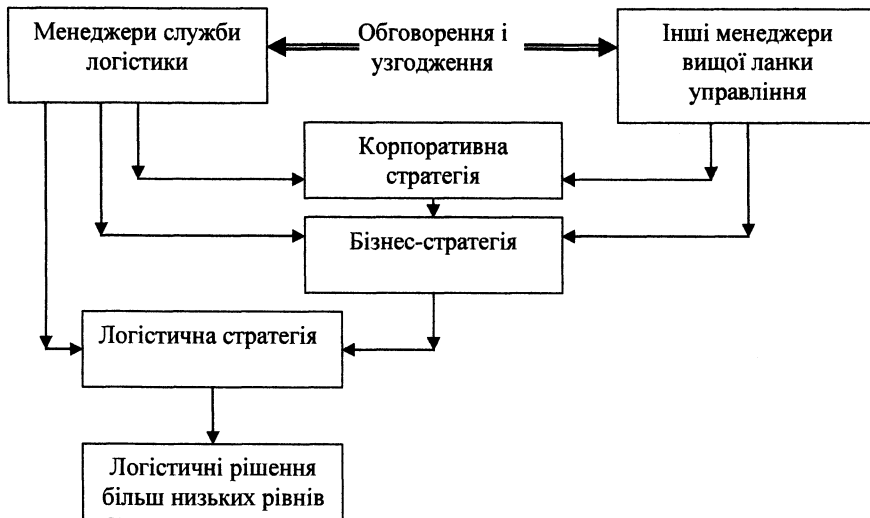 Менеджери служби
логістики
Обговорення і
узгодження
Інші менеджери
вищої ланки
управління
Корпоративна
стратегія
Бізнес-стратегія
Логістична стратегія
Логістичні рішення
більш низьких рівнів